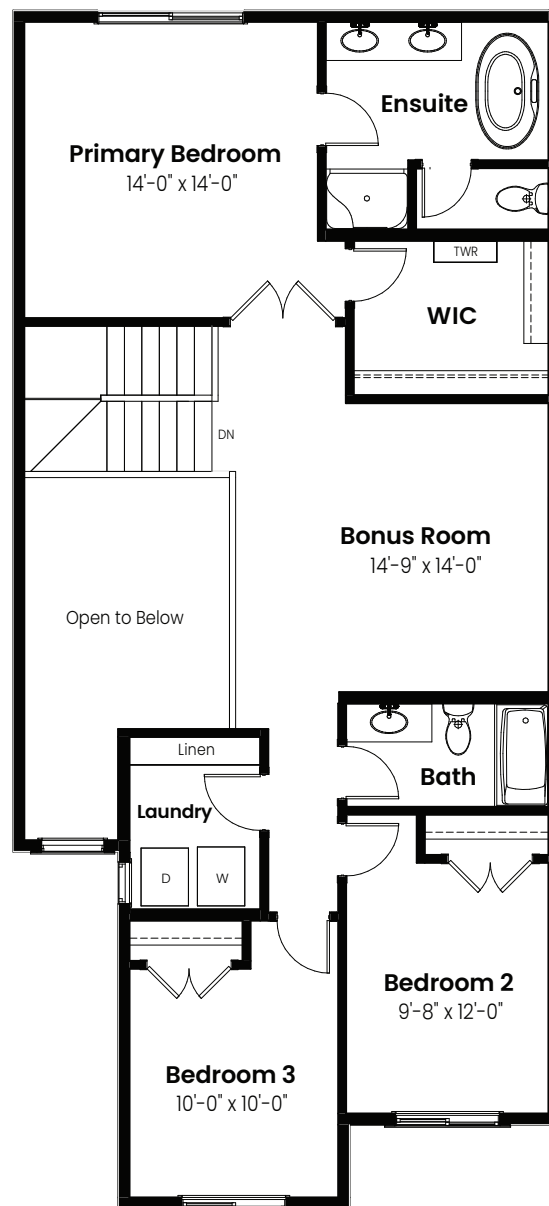 Ensuite
Primary Bedroom
14'-0" x 14'-0"
TWR
WIC
DN
Bonus Room
14'-9" x 14'-0"
Open to Below
Linen
Bath
Laundry
D
W
Bedroom 2
9'-8" x 12'-0"
Bedroom 3
10'-0" x 10'-0"